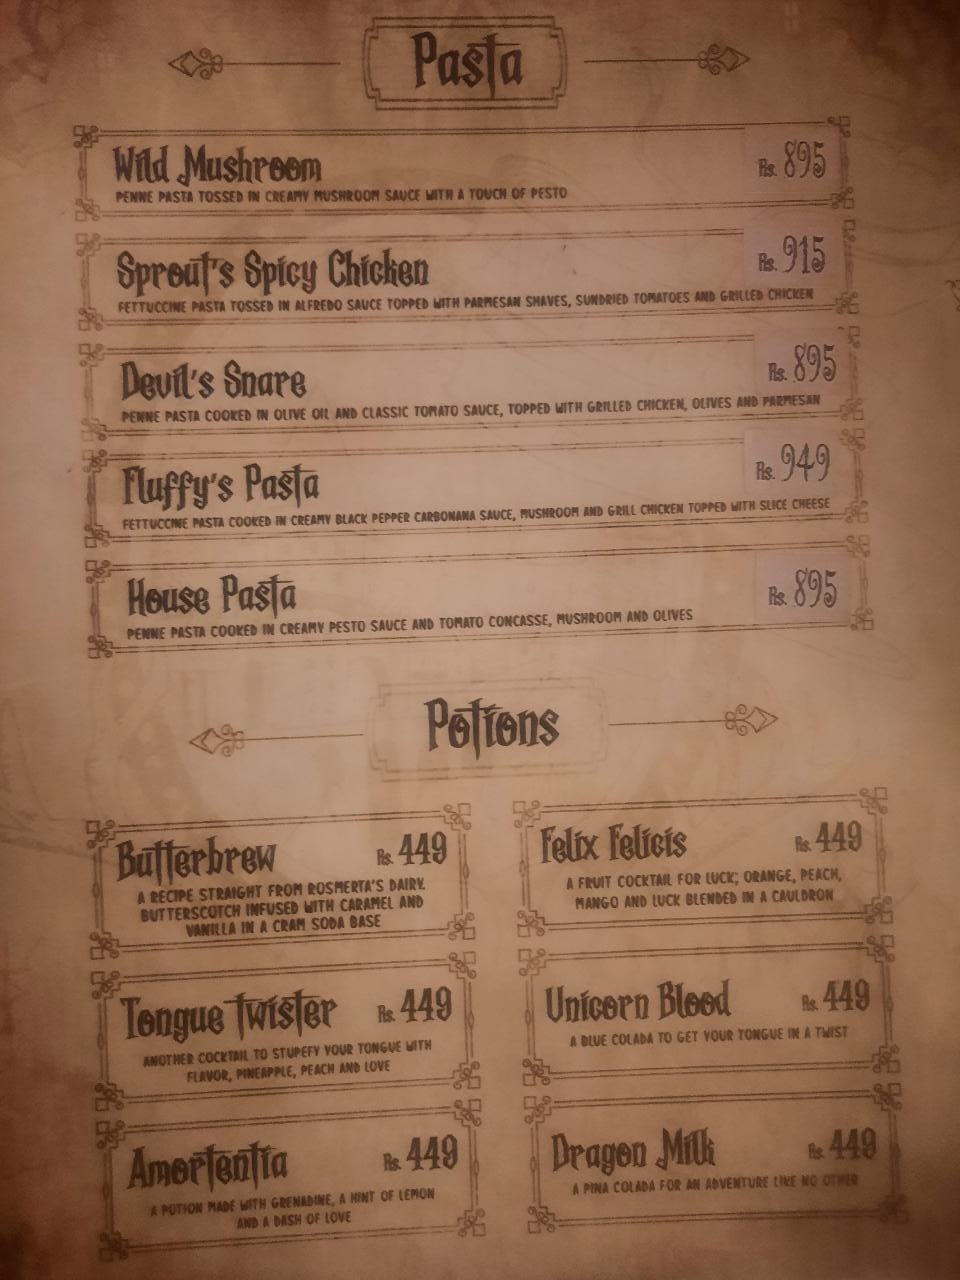 Pasta
Wild Mushroom Rs. 895
PENNE PASTA TOSSED IN CREAMY MUSHROOM SAUCE WITH A TOUCH OF PESTO
Sprout's Spicy Chicken Rs. 915
FETTUCCINE PASTA TOSSED IN ALFREDO SAUCE TOPPED WITH PARMESAN SHAVES, SUNDRIED TOMATOES AND GRILLED CHICKEN
Devil's Snare Rs. 895
PENNE PASTA COOKED IN OLIVE OIL AND CLASSIC TOMATO SAUCE, TOPPED WITH GRILLED CHICKEN, OLIVES AND PARMESAN
Fluffy's Pasta Rs. 949
FETTUCCINE PASTA COOKED IN CREAMY BLACK PEPPER CARBONANA SAUCE, MUSHROOM AND GRILL CHICKEN TOPPED WITH SLICE CHEESE
House Pasta Rs. 895
PENNE PASTA COOKED IN CREAMY PESTO SAUCE AND TOMATO CONCASSE, MUSHROOM AND OLIVES
Potions
Butterbrew Rs. 449
A RECIPE STRAIGHT FROM ROSMERTA'S DAIRY.
BUTTERSCOTCH INFUSED WITH CARAMEL AND
VANILLA IN A CRAM SODA BASE
Felix Felicis Rs. 449
A FRUIT COCKTAIL FOR LUCK; ORANGE, PEACH,
MANGO AND LUCK BLENDED IN A CAULDRON
Tongue Twister Rs. 449
ANOTHER COCKTAIL TO STUPEFY YOUR TONGUE WITH
FLAVOR, PINEAPPLE, PEACH AND LOVE
Unicorn Blood Rs. 449
A BLUE COLADA TO GET YOUR TONGUE IN A TWIST
Amortentia Rs. 449
A POTION MADE WITH GRENADINE, A HINT OF LEMON
AND A DASH OF LOVE
Dragon Milk Rs. 449
A PINA COLADA FOR AN ADVENTURE LIKE NO OTHER